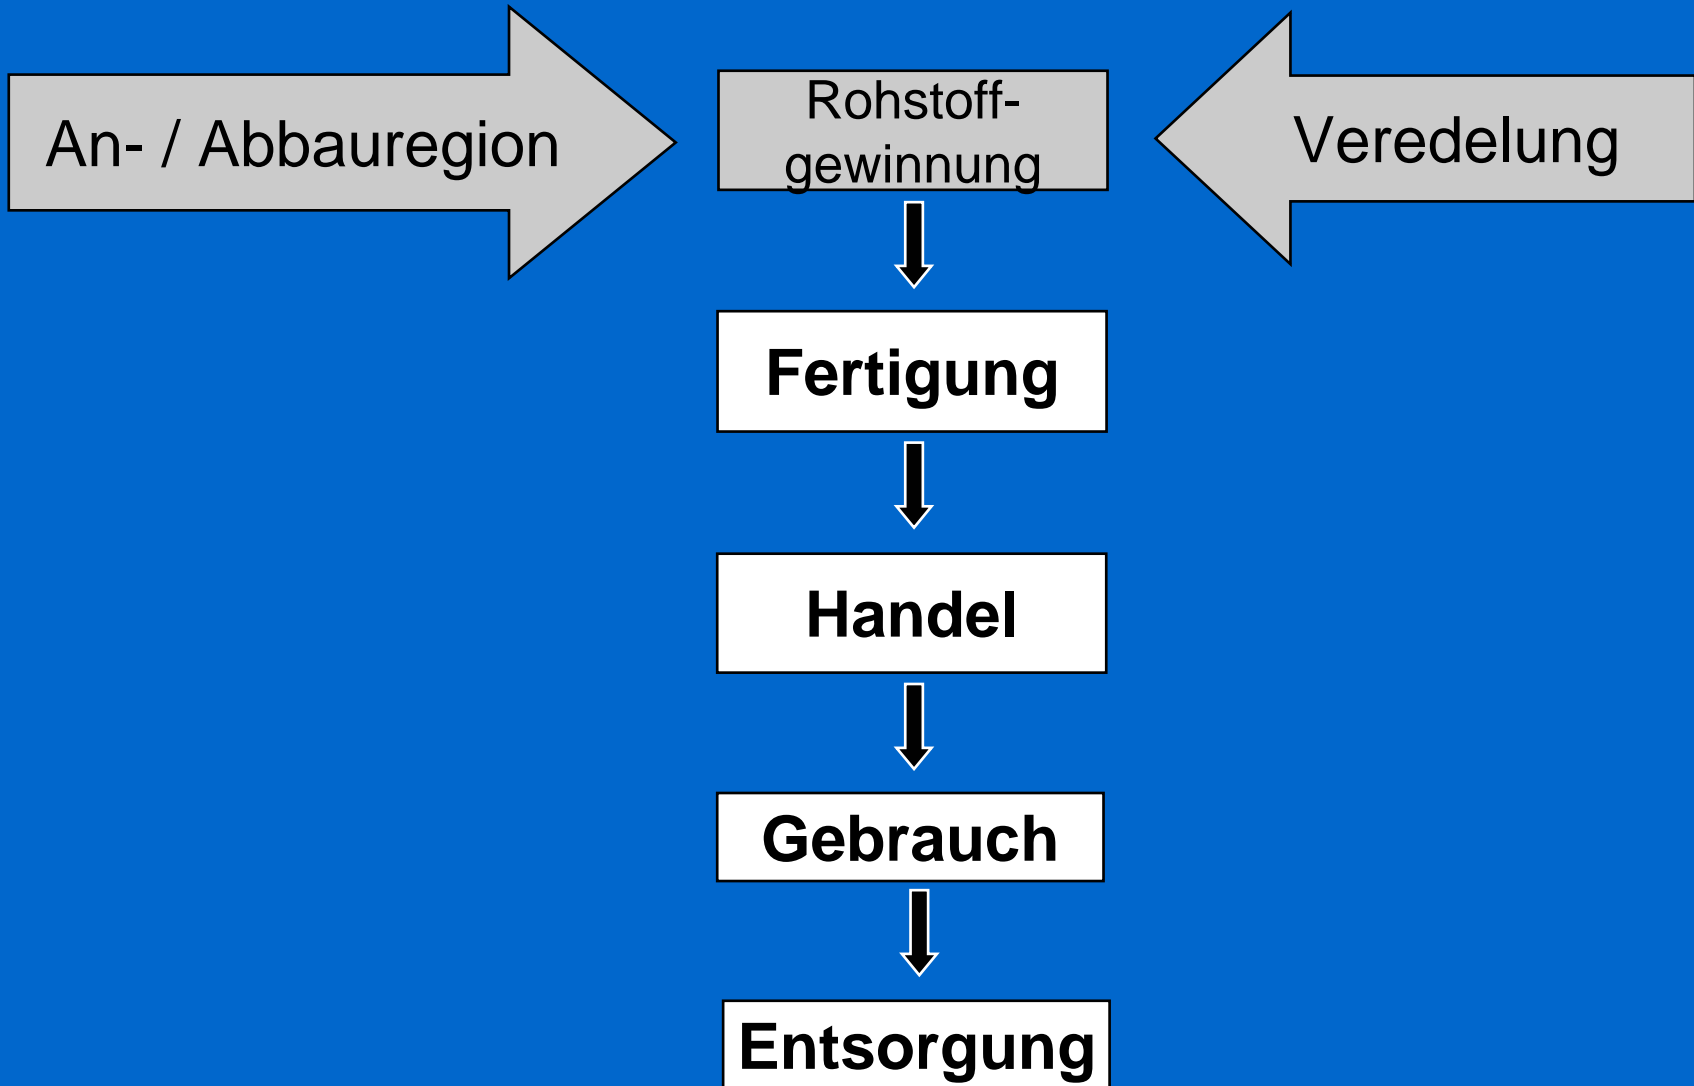 An- / Abbauregion
Rohstoff-
gewinnung
Veredelung
Fertigung
Handel
Gebrauch
Entsorgung